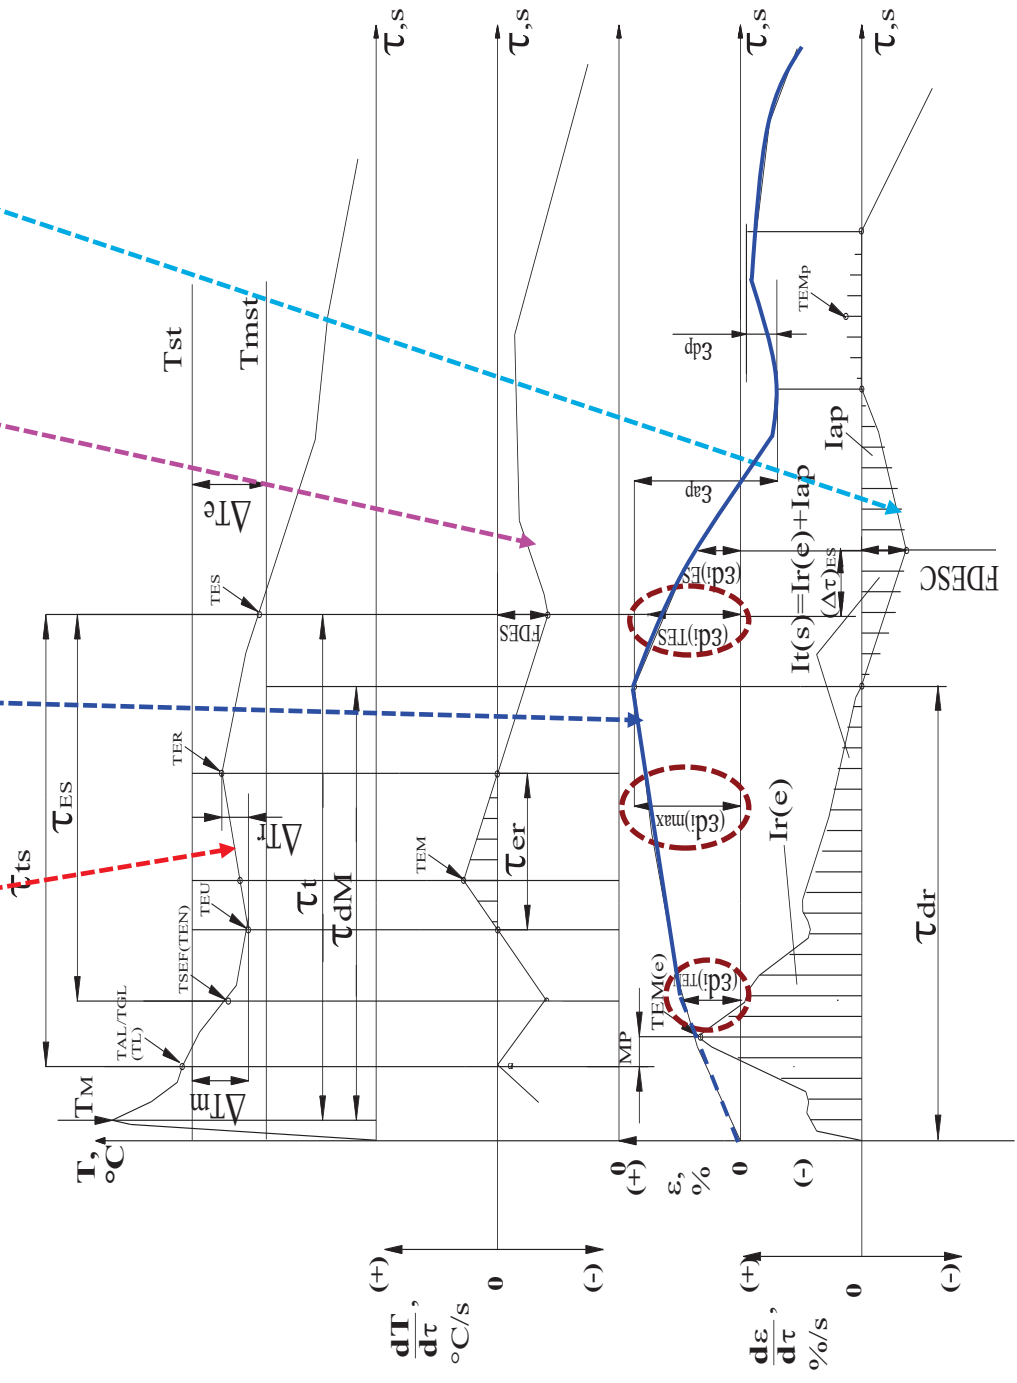 τ,s
τ,s
τ,s
τ,s
Tst
Tmst
ΔTe
TES
τts
τES
TER
ΔTr
τt
τdM
TEU
TSEF(TEN)
TAL/TGL
(TL)
TM
ΔTm
T,
°C
FDES
TEM
τer
(+)
0
(-)
dT
dτ
,
°C/s
TEMp
εdp
εap
(εdi)ES
(εdi)TES
(εdi)max
(εdi)TEN
TEM(e)
MP
0
(+)
ε,
%
0
(-)
Iap
It(s)=Ir(e)+Iap
(Δτ)ES
FDESC
Ir(e)
τdr
(+)
0
(-)
dε
dτ
,
%/s